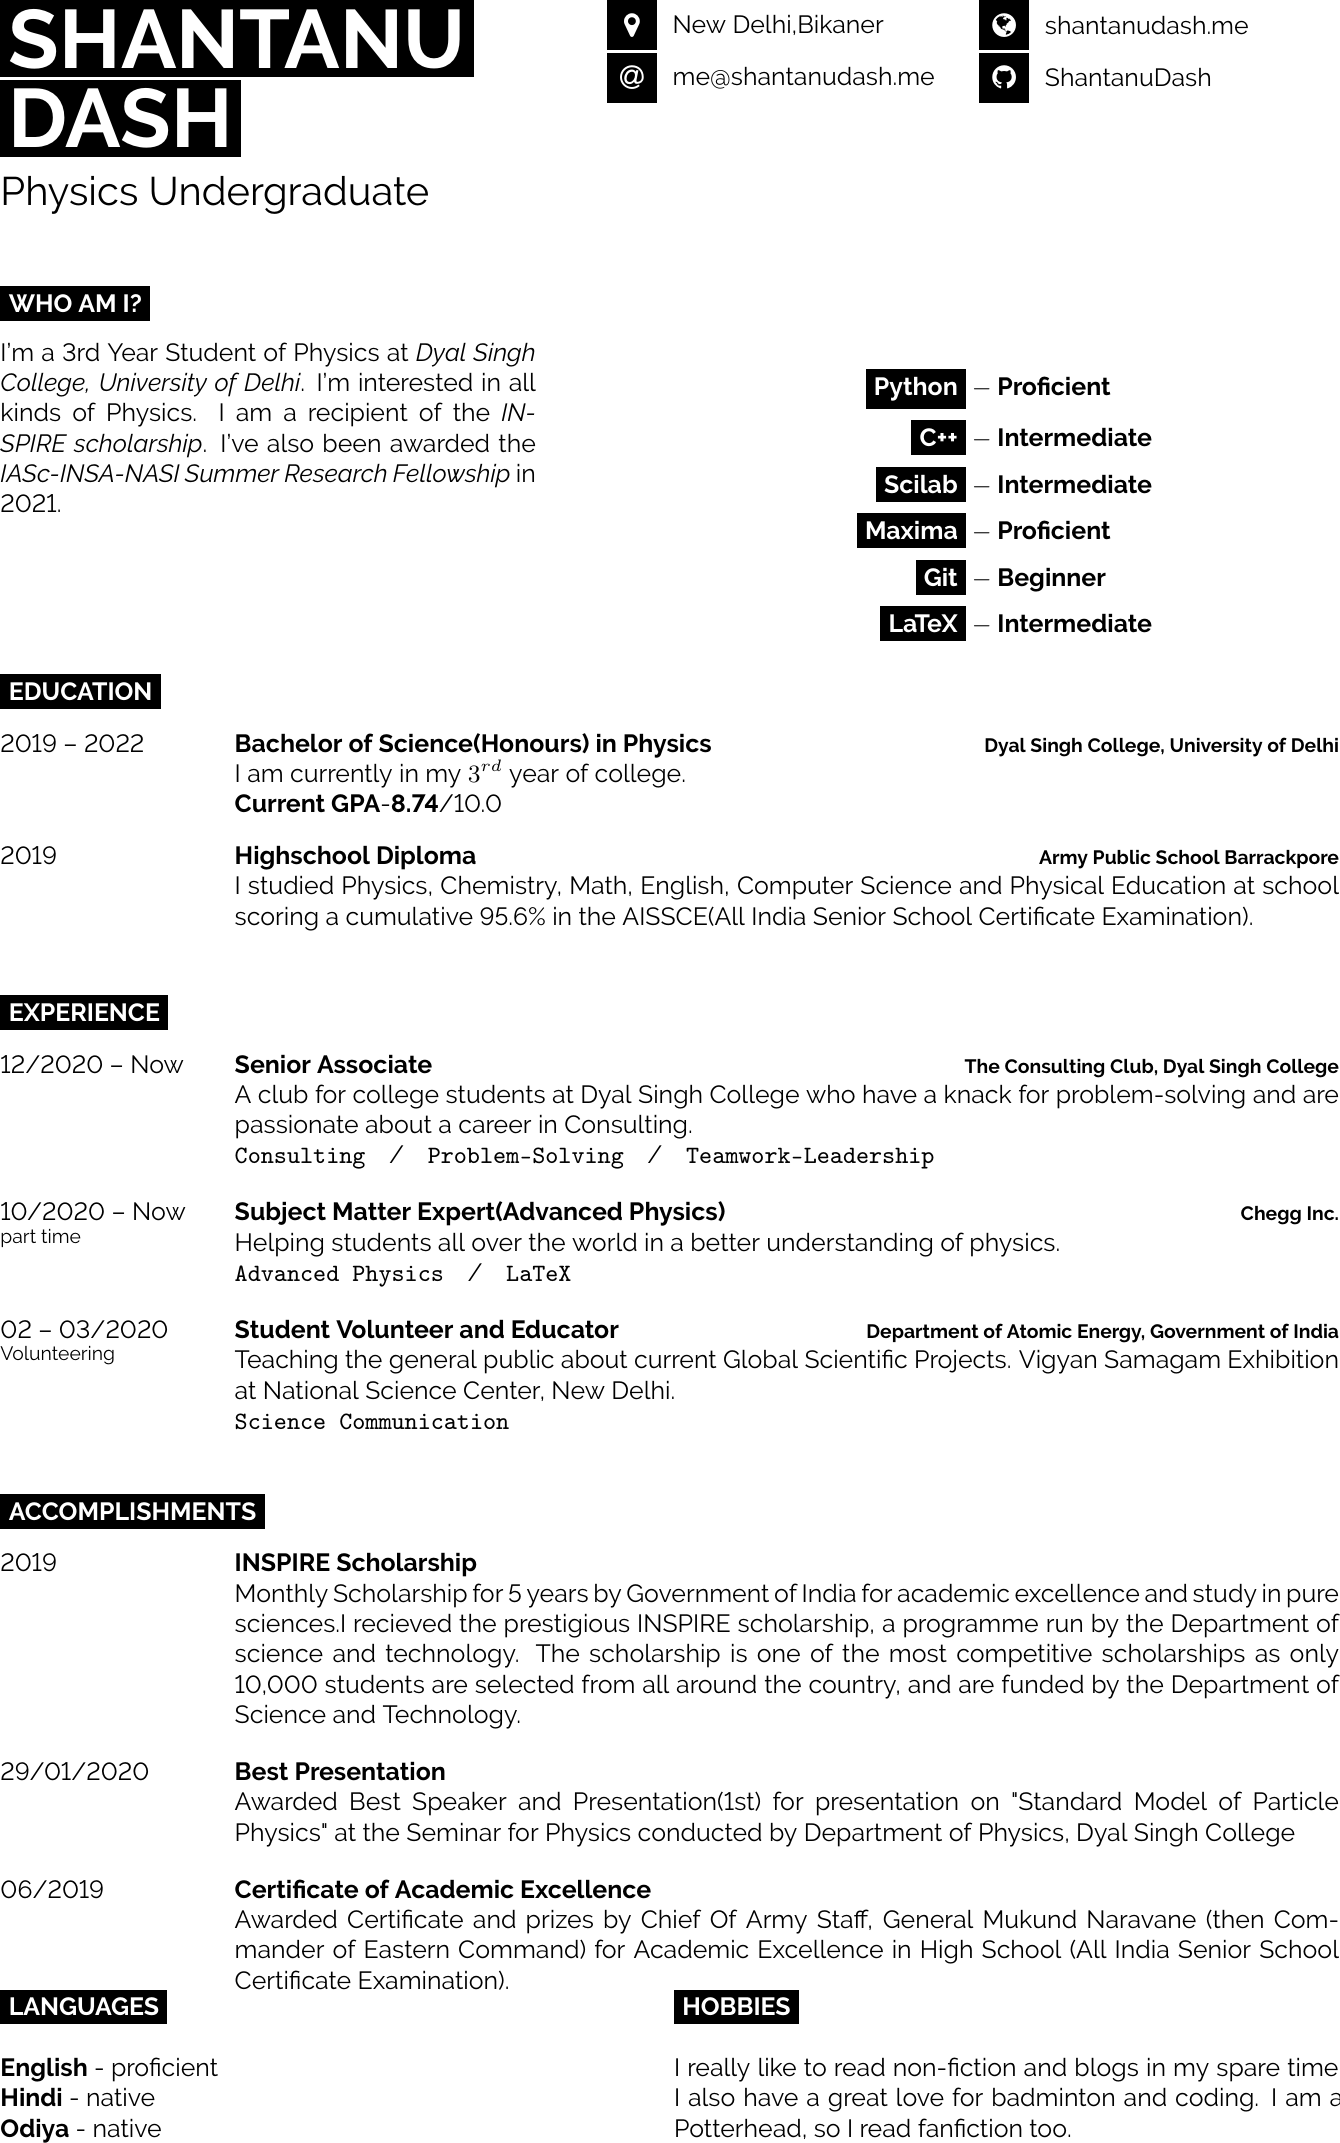 SHANTANU
DASH
Physics Undergraduate
New Delhi,Bikaner
shantanudash.me
@ me@shantanudash.me
ShantanuDash
WHO AM I?
I'm a 3rd Year Student of Physics at Dyal Singh
College, University of Delhi. I'm interested in all
kinds of Physics. I am a recipient of the IN-
SPIRE scholarship. I've also been awarded the
IASc-INSA-NASI Summer Research Fellowship in
2021.
Python — Proficient
C++ — Intermediate
Scilab — Intermediate
Maxima — Proficient
Git — Beginner
LaTeX — Intermediate
EDUCATION
2019 – 2022 Bachelor of Science(Honours) in Physics Dyal Singh College, University of Delhi
I am currently in my 3rd year of college.
Current GPA-8.74/10.0
2019 Highschool Diploma Army Public School Barrackpore
I studied Physics, Chemistry, Math, English, Computer Science and Physical Education at school
scoring a cumulative 95.6% in the AISSCE(All India Senior School Certificate Examination).
EXPERIENCE
12/2020 – Now Senior Associate The Consulting Club, Dyal Singh College
A club for college students at Dyal Singh College who have a knack for problem-solving and are
passionate about a career in Consulting.
Consulting / Problem-Solving / Teamwork-Leadership
10/2020 – Now Subject Matter Expert(Advanced Physics) Chegg Inc.
part time Helping students all over the world in a better understanding of physics.
Advanced Physics / LaTeX
02 – 03/2020 Student Volunteer and Educator Department of Atomic Energy, Government of India
Volunteering Teaching the general public about current Global Scientific Projects. Vigyan Samagam Exhibition
at National Science Center, New Delhi.
Science Communication
ACCOMPLISHMENTS
2019 INSPIRE Scholarship
Monthly Scholarship for 5 years by Government of India for academic excellence and study in pure
sciences.I recieved the prestigious INSPIRE scholarship, a programme run by the Department of
science and technology. The scholarship is one of the most competitive scholarships as only
10,000 students are selected from all around the country, and are funded by the Department of
Science and Technology.
29/01/2020 Best Presentation
Awarded Best Speaker and Presentation(1st) for presentation on "Standard Model of Particle
Physics" at the Seminar for Physics conducted by Department of Physics, Dyal Singh College
06/2019 Certificate of Academic Excellence
Awarded Certificate and prizes by Chief Of Army Staff, General Mukund Naravane (then Com-
mander of Eastern Command) for Academic Excellence in High School (All India Senior School
Certificate Examination).
LANGUAGES
English - proficient
Hindi - native
Odiya - native
HOBBIES
I really like to read non-fiction and blogs in my spare time
I also have a great love for badminton and coding. I am a
Potterhead, so I read fanfiction too.